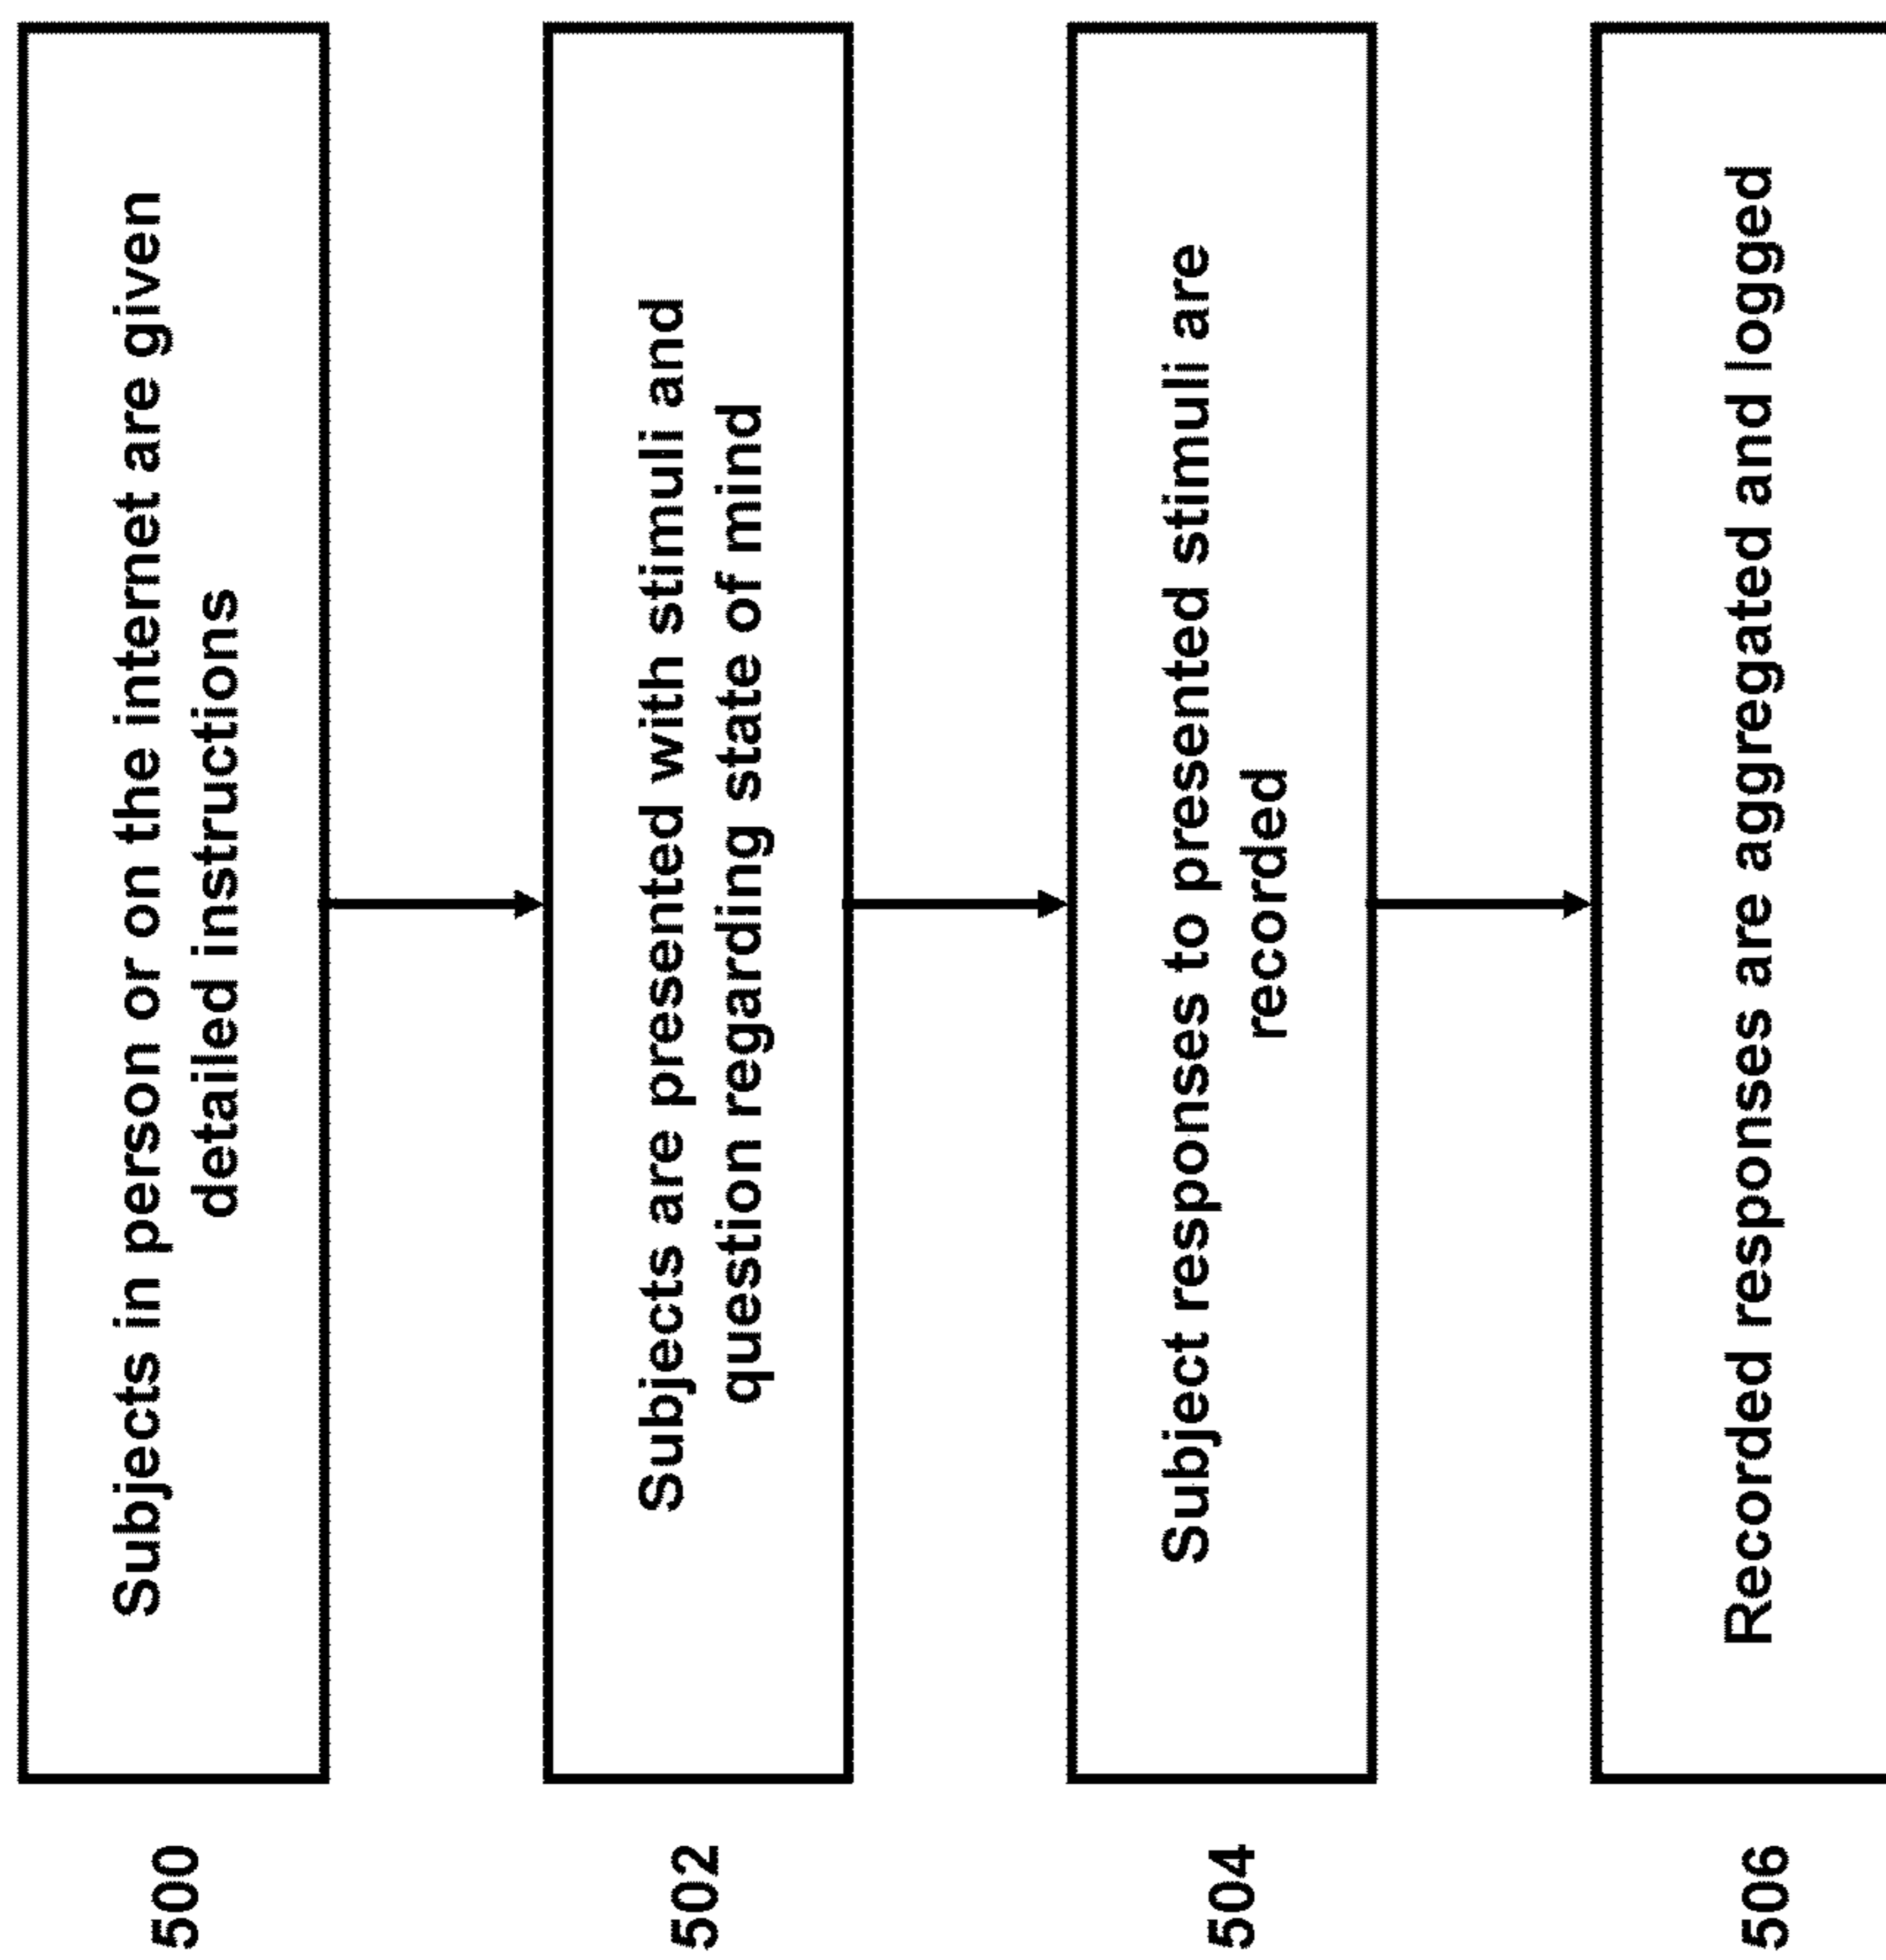 500
Subjects in person or on the internet are given
detailed instructions
502
Subjects are presented with stimuli and
question regarding state of mind
504
Subject responses to presented stimuli are
recorded
506
Recorded responses are aggregated and logged